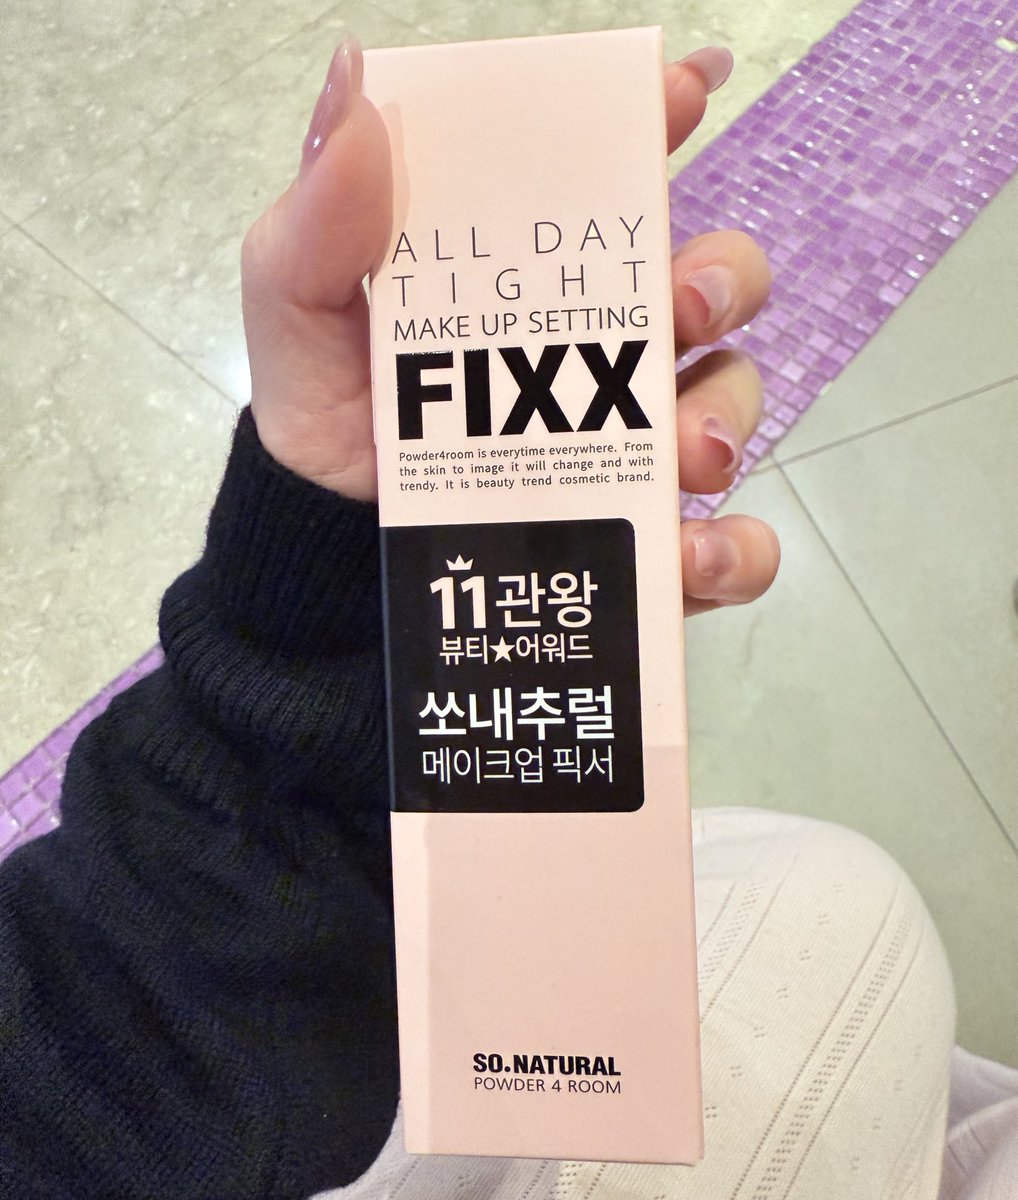 ALL DAY
TIGHT
MAKE UP SETTING
FIXX
Powder4room is everytime everywhere. From
the skin to image it will change and with
trendy. It is beauty trend cosmetic brand.
11관왕
뷰티★어워드
쏘내추럴
메이크업 픽서
SO.NATURAL
POWDER 4 ROOM